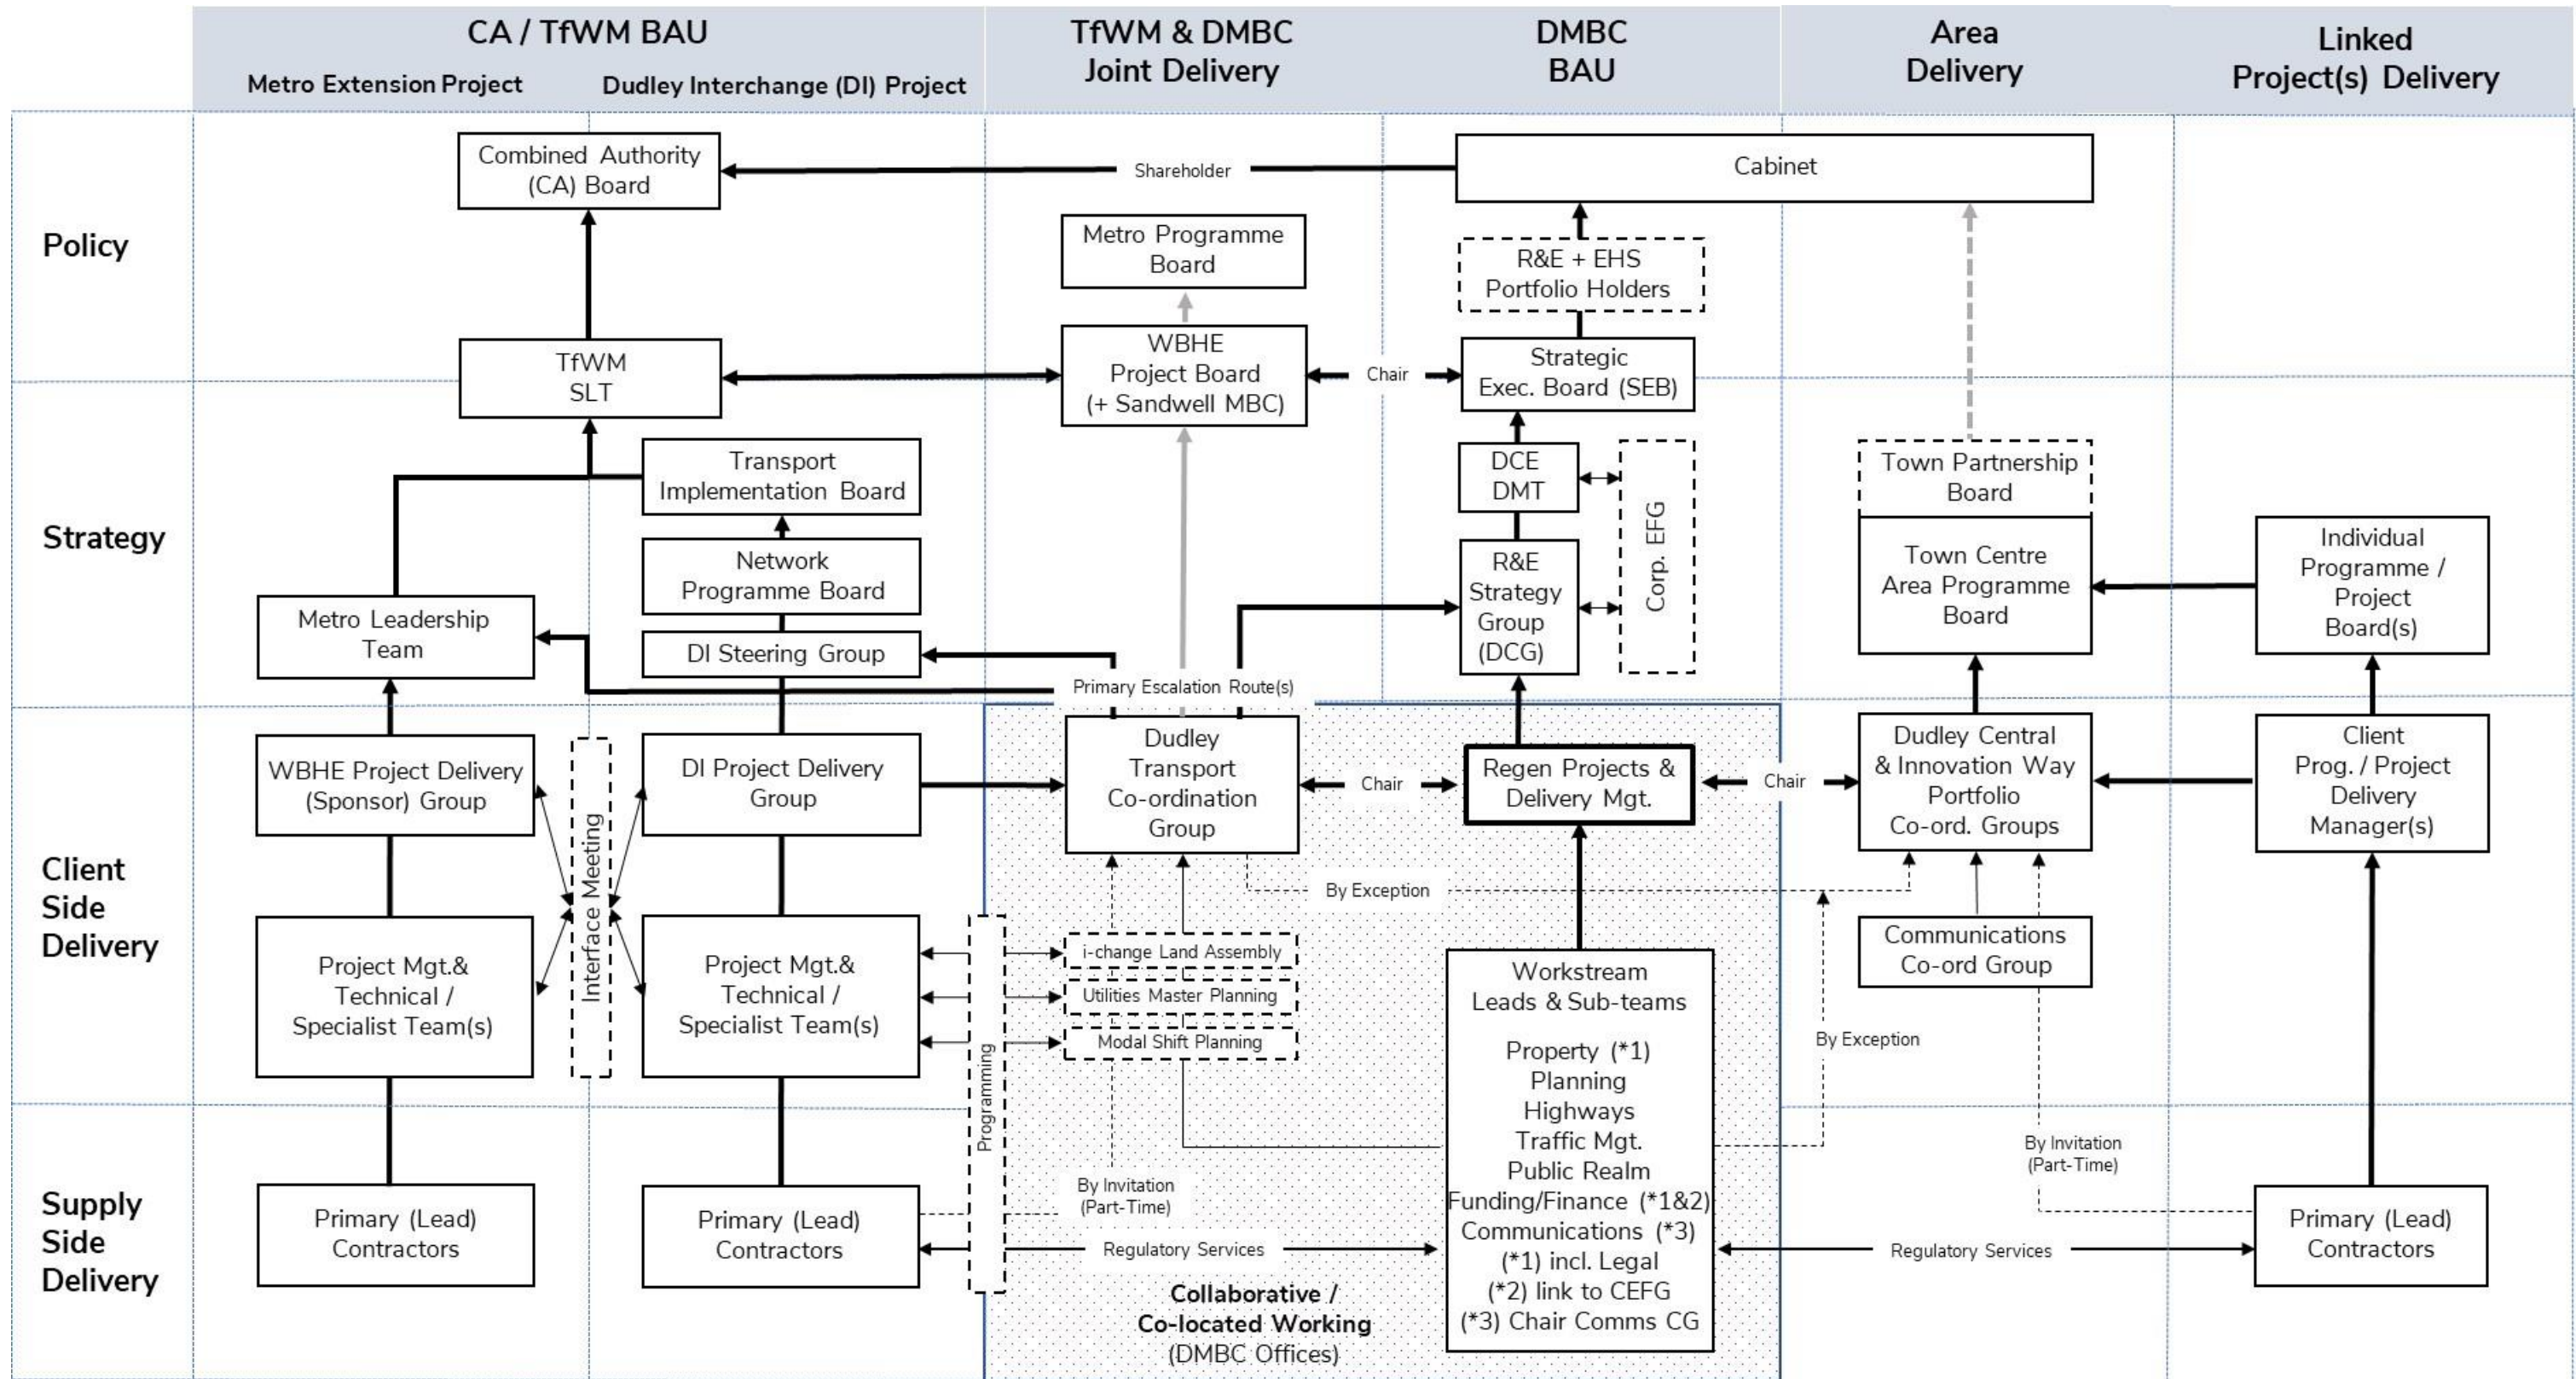 CA / TfWM BAU
Metro Extension Project
Dudley Interchange (DI) Project
TfWM & DMBC
Joint Delivery
DMBC
BAU
Area
Delivery
Linked
Project(s) Delivery
Policy
Combined Authority
(CA) Board
Shareholder
Cabinet
Metro Programme
Board
R&E + EHS
Portfolio Holders
TfWM
SLT
WBHE
Project Board
(+ Sandwell MBC)
Chair
Strategic
Exec. Board (SEB)
Strategy
Transport
Implementation Board
Network
Programme Board
Metro Leadership
Team
DI Steering Group
Primary Escalation Route(s)
DCE
DMT
R&E
Strategy
Group
(DCG)
Corp. EFG
Town Partnership
Board
Town Centre
Area Programme
Board
Individual
Programme /
Project
Board(s)
Client
Side
Delivery
WBHE Project Delivery
(Sponsor) Group
Interface Meeting
DI Project Delivery
Group
Dudley
Transport
Co-ordination
Group
Chair
Regen Projects &
Delivery Mgt.
Chair
Dudley Central
& Innovation Way
Portfolio
Co-ord. Groups
Client
Prog. / Project
Delivery
Manager(s)
By Exception
Project Mgt.&
Technical /
Specialist Team(s)
Project Mgt.&
Technical /
Specialist Team(s)
Programming
i-change Land Assembly
Utilities Master Planning
Modal Shift Planning
Workstream
Leads & Sub-teams
Property (*1)
Planning
Highways
Traffic Mgt.
Public Realm
Funding/Finance (*1&2)
Communications (*3)
(*1) incl. Legal
(*2) link to CEFG
(*3) Chair Comms CG
Communications
Co-ord Group
By Exception
Supply
Side
Delivery
Primary (Lead)
Contractors
Primary (Lead)
Contractors
By Invitation
(Part-Time)
Regulatory Services
Collaborative /
Co-located Working
(DMBC Offices)
By Invitation
(Part-Time)
Regulatory Services
Primary (Lead)
Contractors